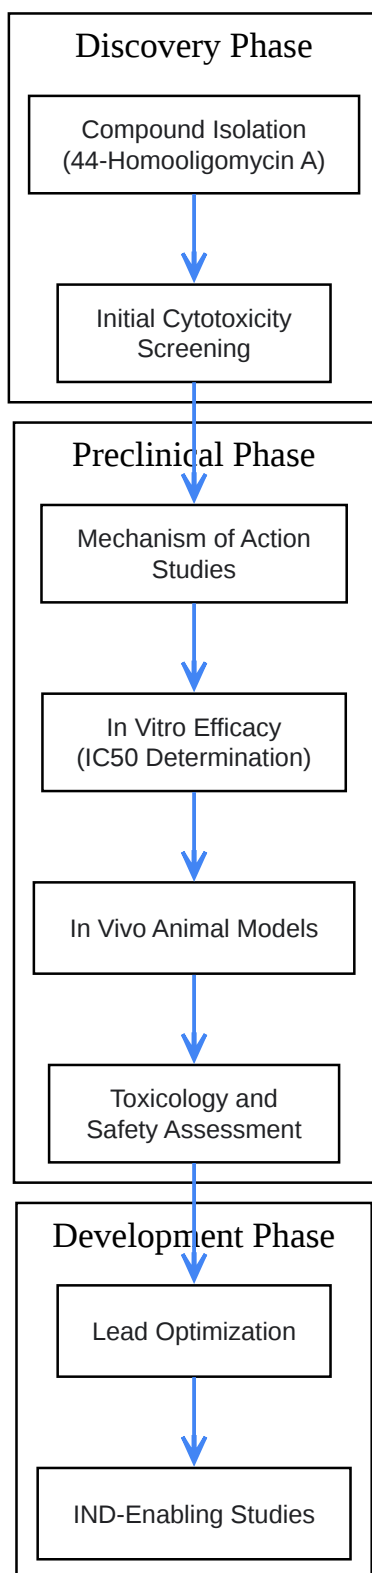 Discovery Phase
Compound Isolation
(44-Homooligomycin A)
Initial Cytotoxicity
Screening
Preclinical Phase
Mechanism of Action
Studies
In Vitro Efficacy
(IC50 Determination)
In Vivo Animal Models
Toxicology and
Safety Assessment
Development Phase
Lead Optimization
IND-Enabling Studies